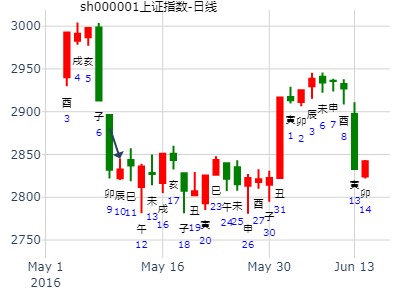 sh000001上证指数-日线
3000
2950
2900
2850
2800
2750
酉
3
戌
4
亥
5
子
6
卯
9
辰
10
巳
11
午
12
未
13
戌
16
亥
17
子
18
丑
19
寅
20
巳
23
午
24
未
25
申
26
酉
27
子
30
丑
31
寅
1
卯
2
辰
3
未
6
申
7
酉
8
寅
13
卯
14
May 1
2016
May 16
May 30
Jun 13